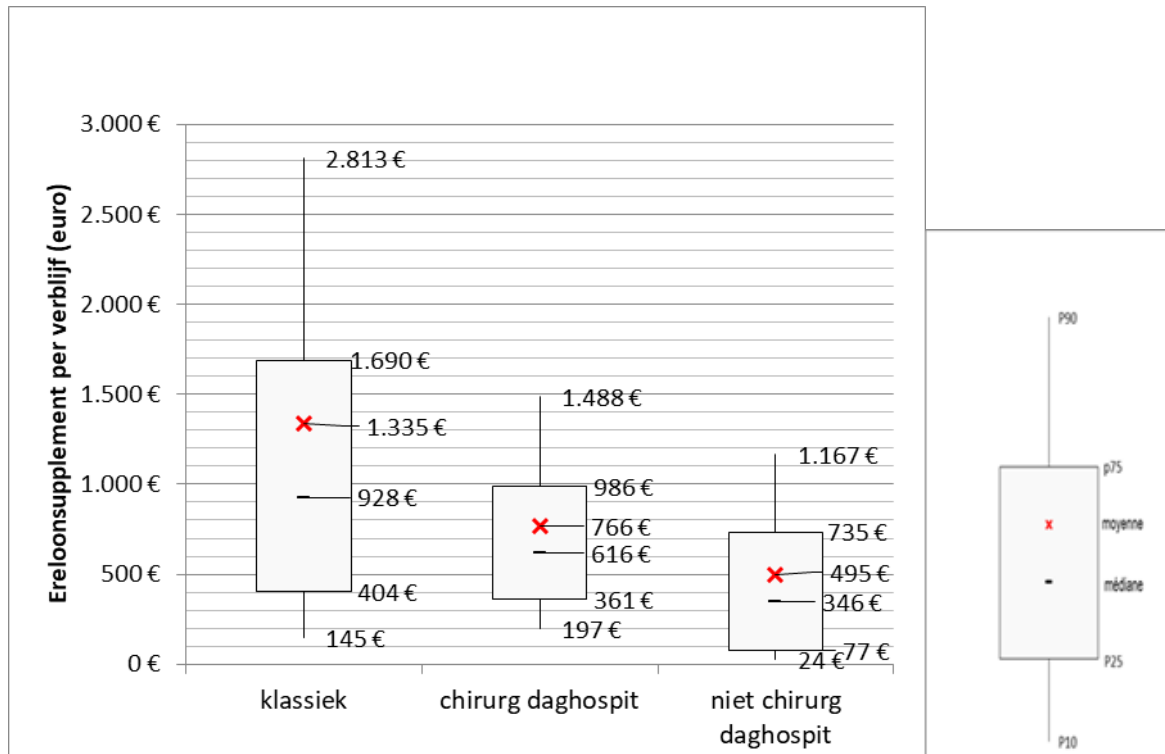 Ereloonsupplement per verblijf (euro)
3.000 €
2.500 €
2.000 €
1.500 €
1.000 €
500 €
0 €
2.813 €
1.690 €
1.335 €
928 €
404 €
145 €
1.488 €
986 €
766 €
616 €
361 €
197 €
1.167 €
735 €
495 €
346 €
77 €
24 €
klassiek
chirurg daghospit
niet chirurg
daghospit
P90
p75
moyenne
médiane
P25
P10